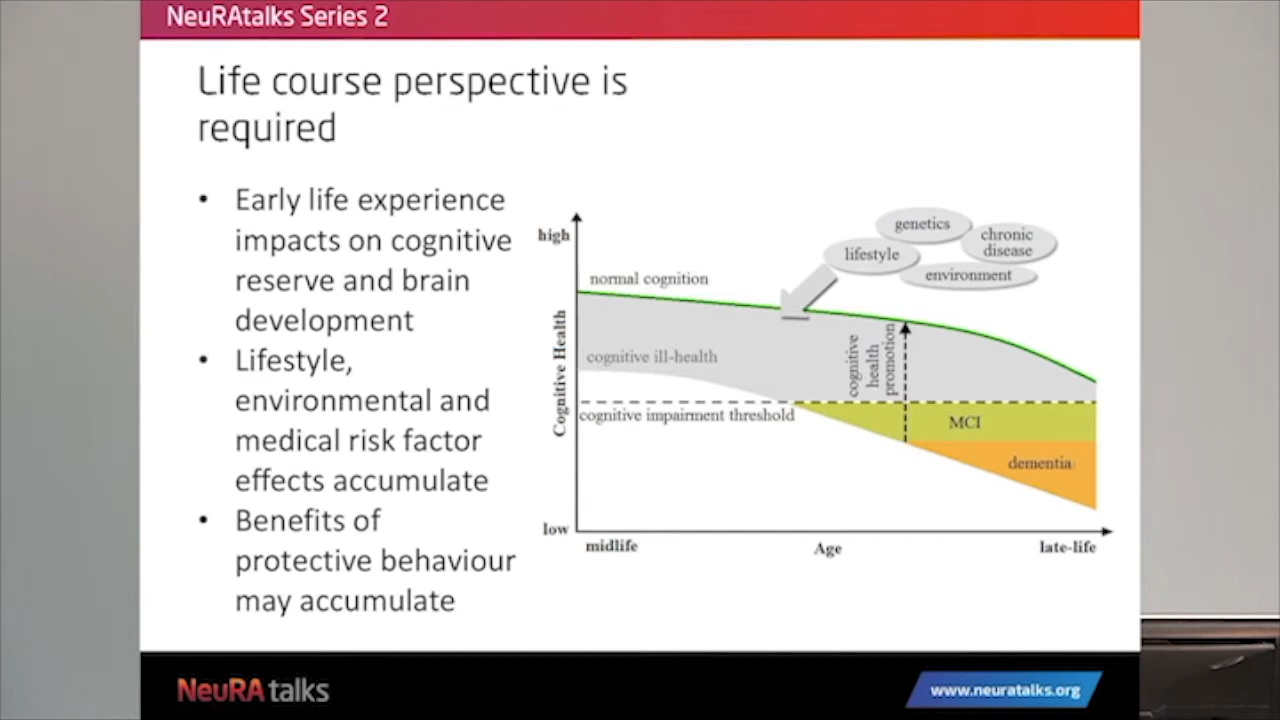 NeuRAtalks Series 2
Life course perspective is
required
• Early life experience
impacts on cognitive
reserve and brain
development
• Lifestyle,
environmental and
medical risk factor
effects accumulate
• Benefits of
protective behaviour
may accumulate
high
Cognitive Health
low
normal cognition
genetics
chronic
disease
lifestyle
environment
cognitive ill-health
cognitive
health
promotion
cognitive impairment threshold
MCI
dementia
midlife
Age
late-life
NeuRA talks
www.neuratalks.org